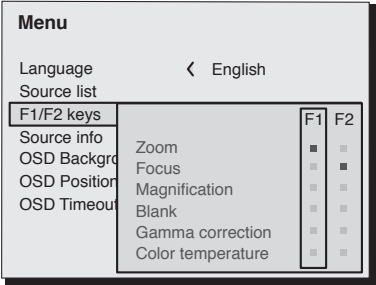 Menu
Language English
Source list
F1/F2 keys
F1 F2
Source info
OSD Backgro
OSD Position
OSD Timeout
Zoom
Focus
Magnification
Blank
Gamma correction
Color temperature